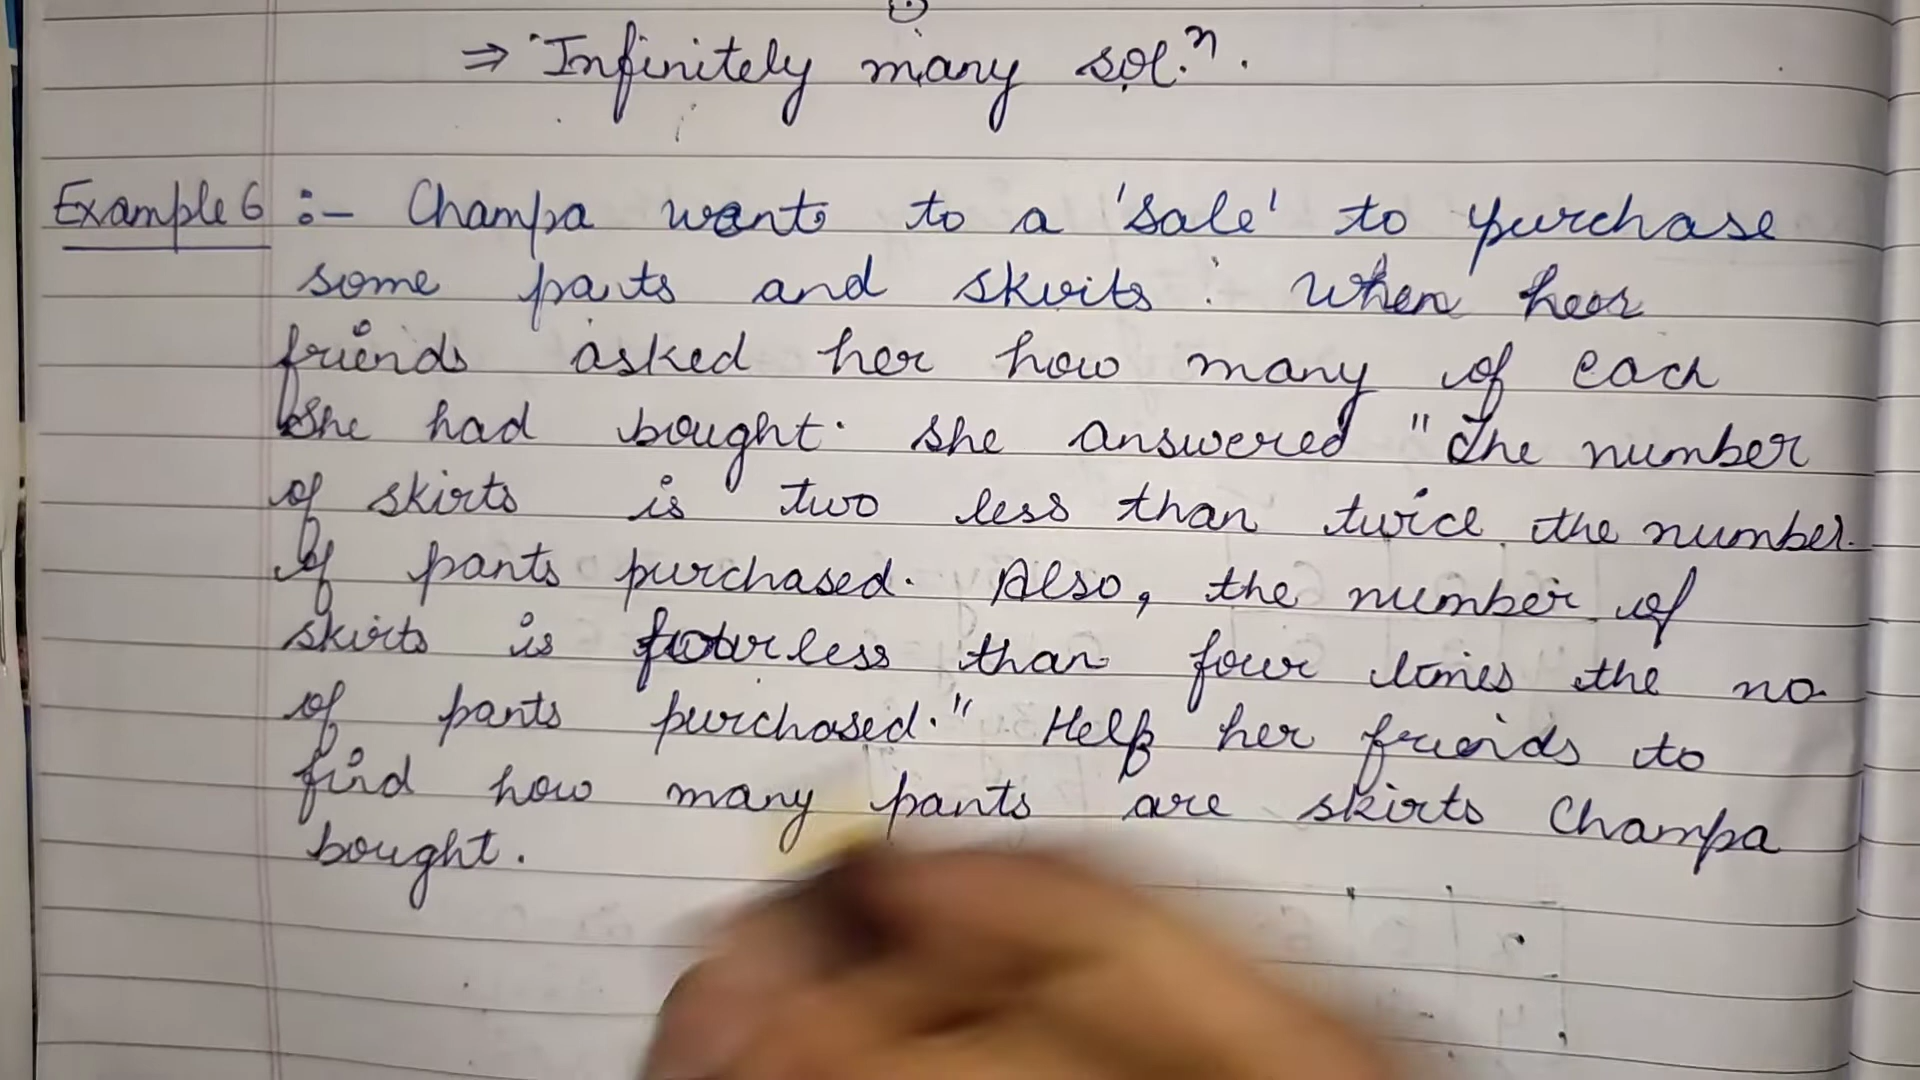 ⇒ Infinitely many sol.ⁿ.
Example 6 :- Champa went to a 'sale' to purchase
some pants and skirts. When her
friends asked her how many of each
she had bought. she answered "The number
of skirts is two less than twice the number
of pants purchased. Also, the number of
skirts is four less than four times the no
of pants purchased." Help her friends to
find how many pants are skirts Champa
bought.